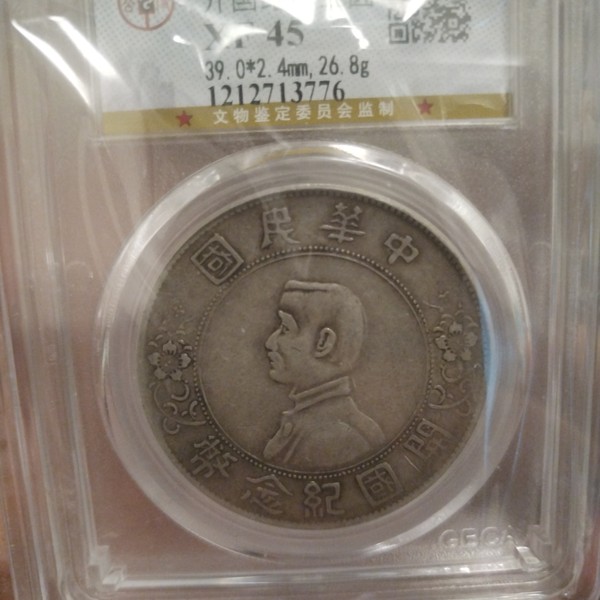 XF 45
39.0*2.4mm,26.8g
1212713776
文物鉴定委员会监制
中華民國
開國紀念幣